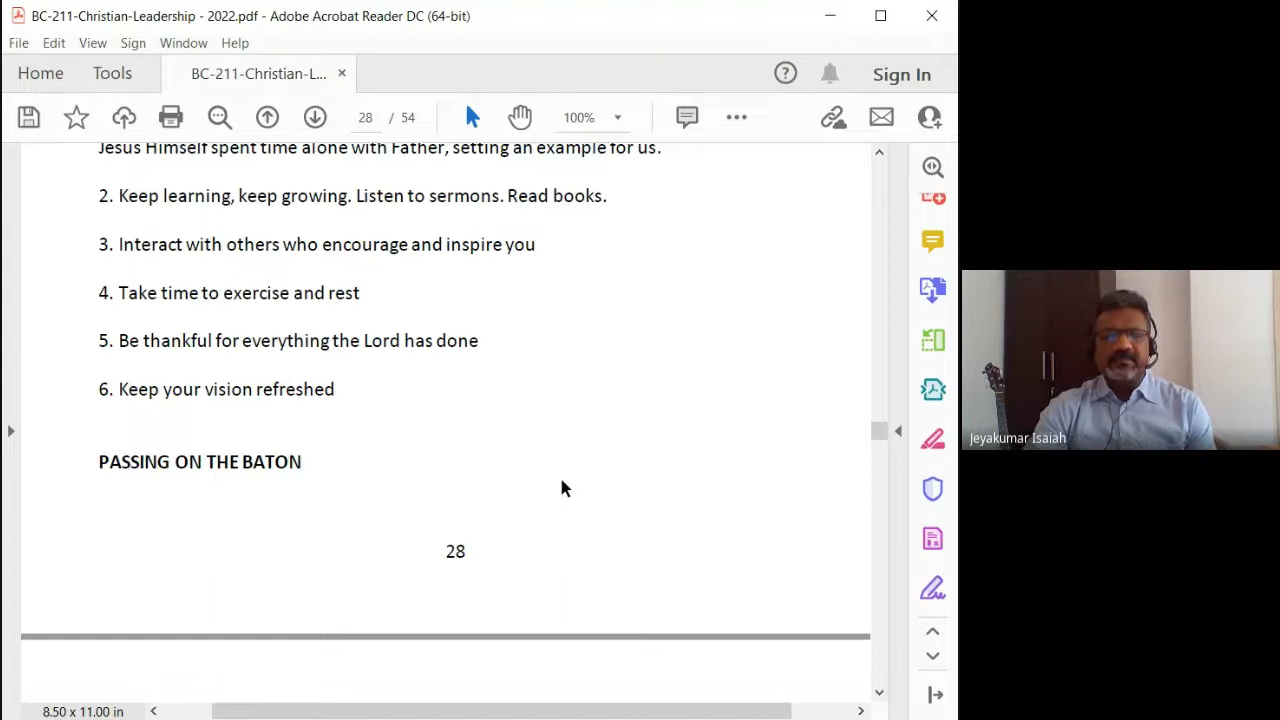 BC-211-Christian-Leadership - 2022.pdf - Adobe Acrobat Reader DC (64-bit)
File Edit View Sign Window Help
Home Tools BC-211-Christian-L... × Sign In
28 / 54 100%
Jesus Himself spent time alone with Father, setting an example for us.
2. Keep learning, keep growing. Listen to sermons. Read books.
3. Interact with others who encourage and inspire you
4. Take time to exercise and rest
5. Be thankful for everything the Lord has done
6. Keep your vision refreshed
PASSING ON THE BATON
28
8.50 x 11.00 in
Jeyakumar Isaiah